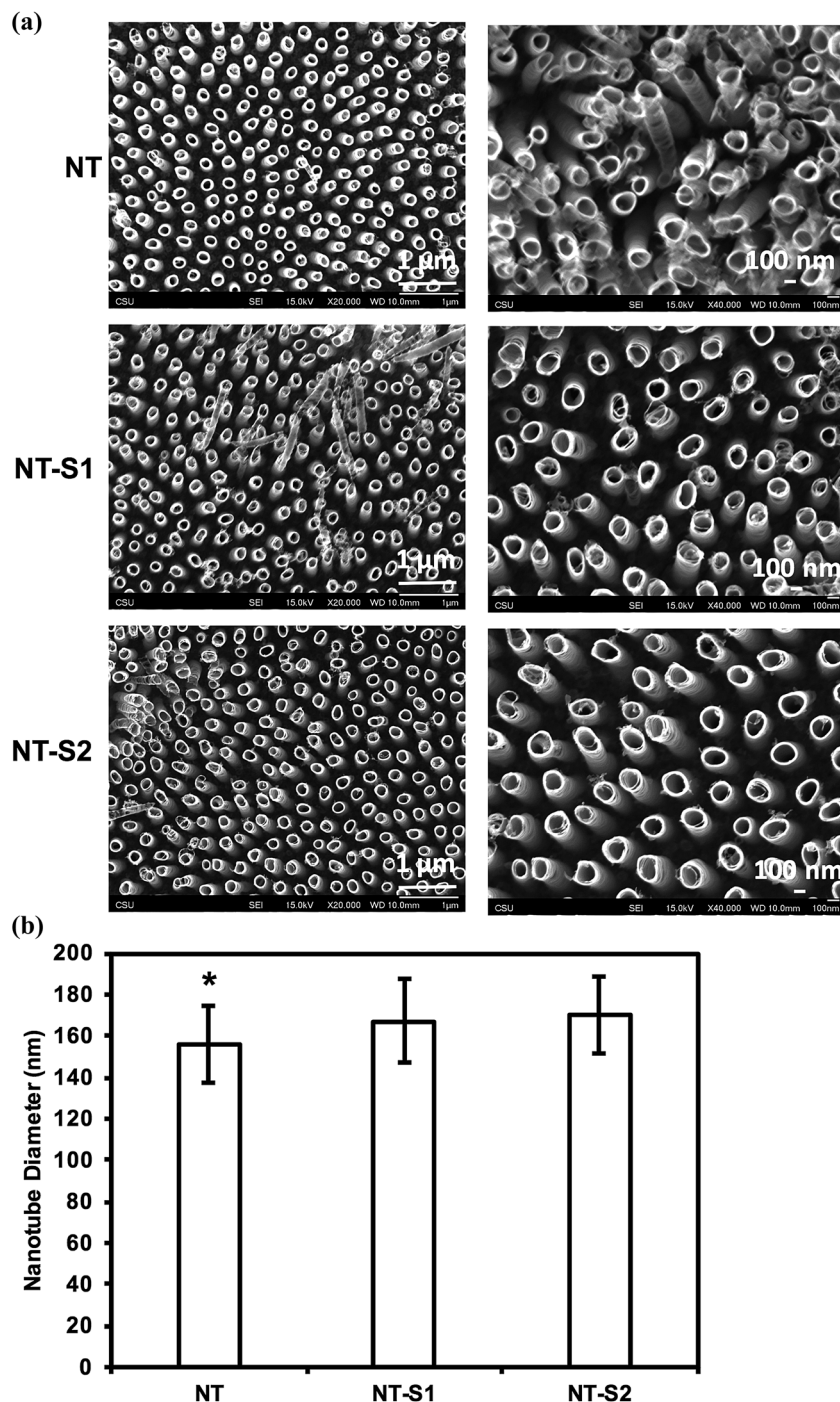 (a)
NT
1 μm
CSU SEI 15.0kV X20.000 WD 10.0mm 1μm
100 nm
CSU SEI 15.0kV X40.000 WD 10.0mm 100nm
NT-S1
1 μm
CSU SEI 15.0kV X20.000 WD 10.0mm 1μm
100 nm
CSU SEI 15.0kV X40.000 WD 10.0mm 100nm
NT-S2
1 μm
CSU SEI 15.0kV X20.000 WD 10.0mm 1μm
100 nm
CSU SEI 15.0kV X40.000 WD 10.0mm 100nm
(b)
Nanotube Diameter (nm)
200
180
160
140
120
100
80
60
40
20
0
*
NT NT-S1 NT-S2